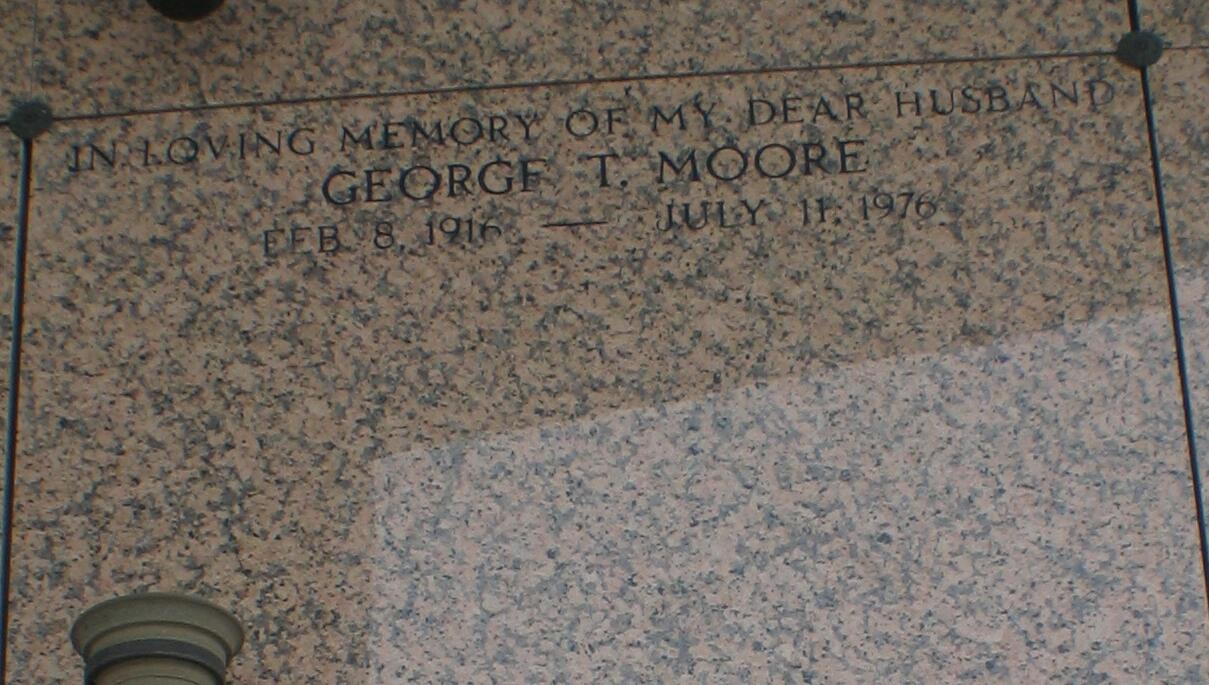 IN LOVING MEMORY OF MY DEAR HUSBAND
GEORGE T. MOORE
FEB. 8, 1916 — JULY 11, 1976